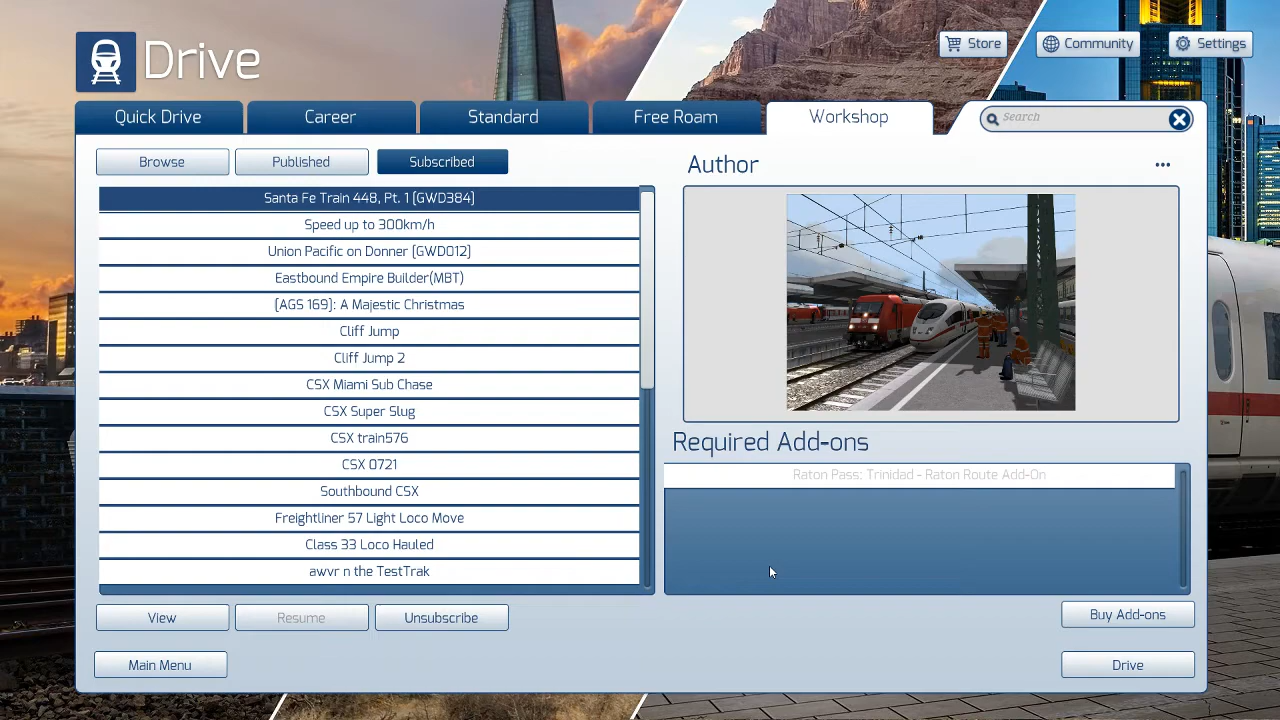 Drive
Store
Community
Settings
Quick Drive
Career
Standard
Free Roam
Workshop
Search
Browse
Published
Subscribed
Author
...
Santa Fe Train 448, Pt. 1 [GWD384]
Speed up to 300km/h
Union Pacific on Donner [GWD012]
Eastbound Empire Builder(MBT)
[AGS 169]: A Majestic Christmas
Cliff Jump
Cliff Jump 2
CSX Miami Sub Chase
CSX Super Slug
CSX train576
CSX 0721
Southbound CSX
Freightliner 57 Light Loco Move
Class 33 Loco Hauled
awvr n the TestTrak
Required Add-ons
Raton Pass: Trinidad - Raton Route Add-On
View
Resume
Unsubscribe
Buy Add-ons
Main Menu
Drive